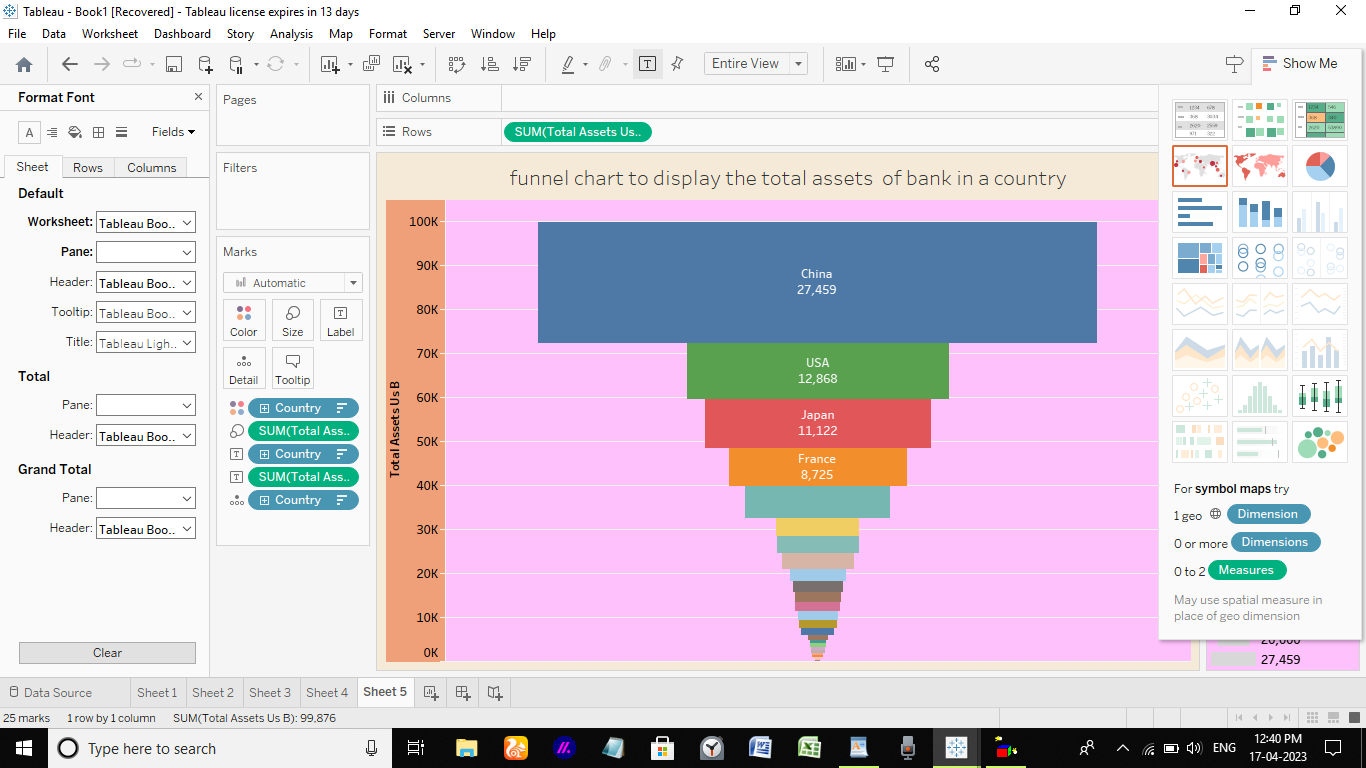 Tableau - Book1 [Recovered] - Tableau license expires in 13 days
File Data Worksheet Dashboard Story Analysis Map Format Server Window Help
Entire View
Show Me
Format Font
Fields
Sheet Rows Columns
Default
Worksheet: Tableau Boo..
Pane:
Header: Tableau Boo..
Tooltip: Tableau Boo..
Title: Tableau Ligh..
Total
Pane:
Header: Tableau Boo..
Grand Total
Pane:
Header: Tableau Boo..
Clear
Pages
Filters
Marks
Automatic
Color Size Label
Detail Tooltip
Country
SUM(Total Ass..
Country
SUM(Total Ass..
Country
Columns
Rows SUM(Total Assets Us..
funnel chart to display the total assets of bank in a country
Total Assets Us B
100K
90K
80K
70K
60K
50K
40K
30K
20K
10K
0K
China
27,459
USA
12,868
Japan
11,122
France
8,725
For symbol maps try
1 geo Dimension
0 or more Dimensions
0 to 2 Measures
May use spatial measure in
place of geo dimension
27,459
Data Source Sheet 1 Sheet 2 Sheet 3 Sheet 4 Sheet 5
25 marks 1 row by 1 column SUM(Total Assets Us B): 99,876
Type here to search
ENG
12:40 PM
17-04-2023